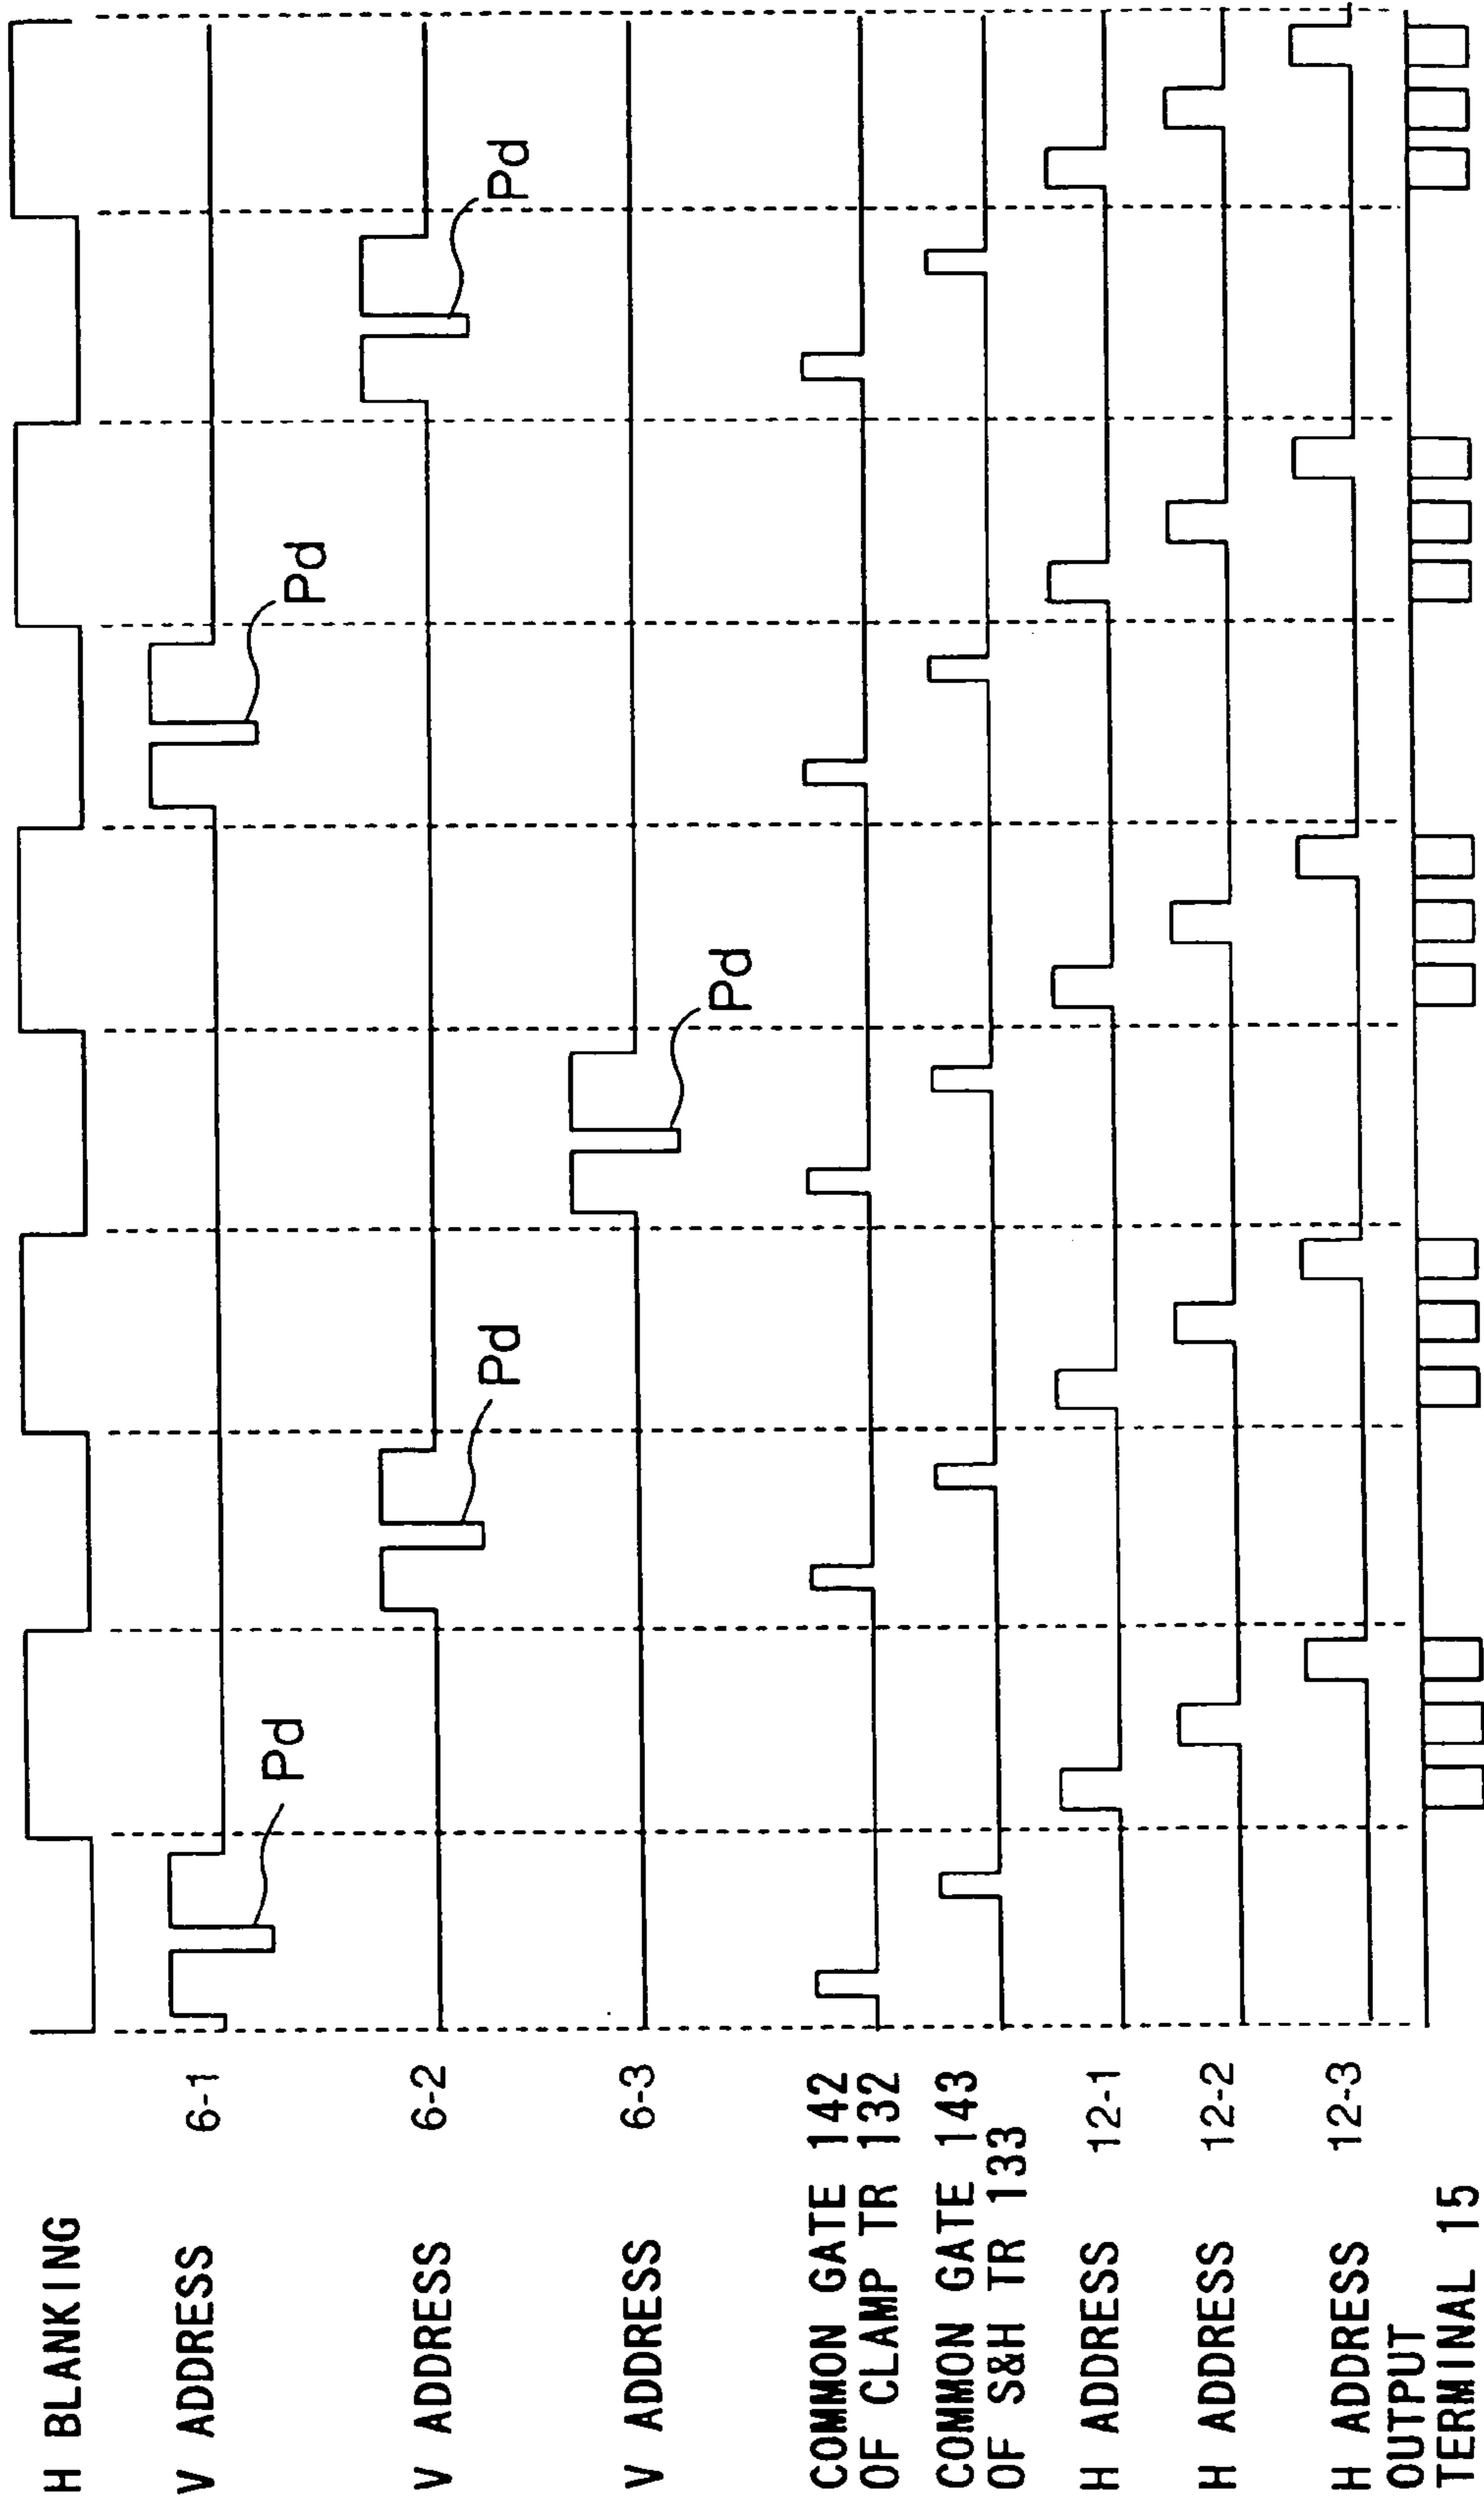 H BLANKING
V ADDRESS 6-1
Pd
Pd
V ADDRESS 6-2
Pd
Pd
V ADDRESS 6-3
Pd
COMMON GATE 142
OF CLAMP TR 132
COMMON GATE 143
OF S&H TR 133
H ADDRESS 12-1
H ADDRESS 12-2
H ADDRESS 12-3
OUTPUT
TERMINAL 15